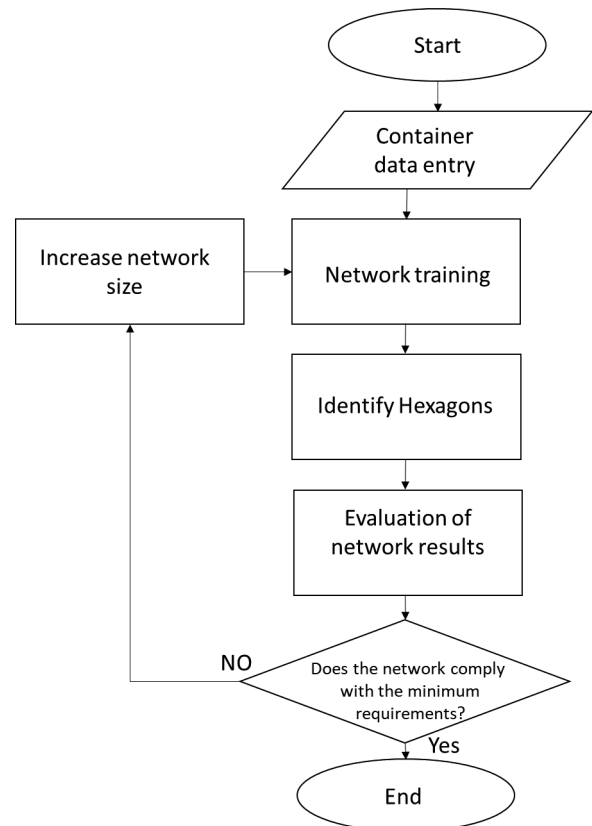 Start
Container
data entry
Increase network
size
Network training
Identify Hexagons
Evaluation of
network results
NO
Does the network comply
with the minimum
requirements?
Yes
End